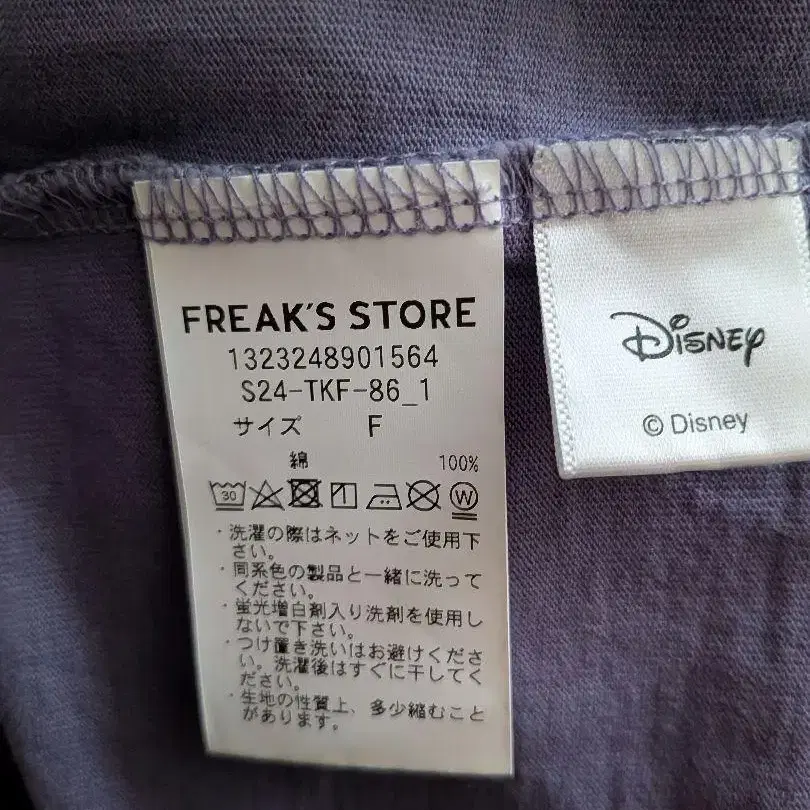 FREAK'S STORE
1323248901564
S24-TKF-86_1
サイズ F
綿 100%
30 W
・洗濯の際はネットをご使用下
さい。
・同系色の製品と一緒に洗って
ください。
・蛍光増白剤入り洗剤を使用し
ないで下さい。
・つけ置き洗いはお避けくださ
い。洗濯後はすぐに干してく
ださい。
・生地の性質上、多少縮むこと
があります。
Disney
© Disney